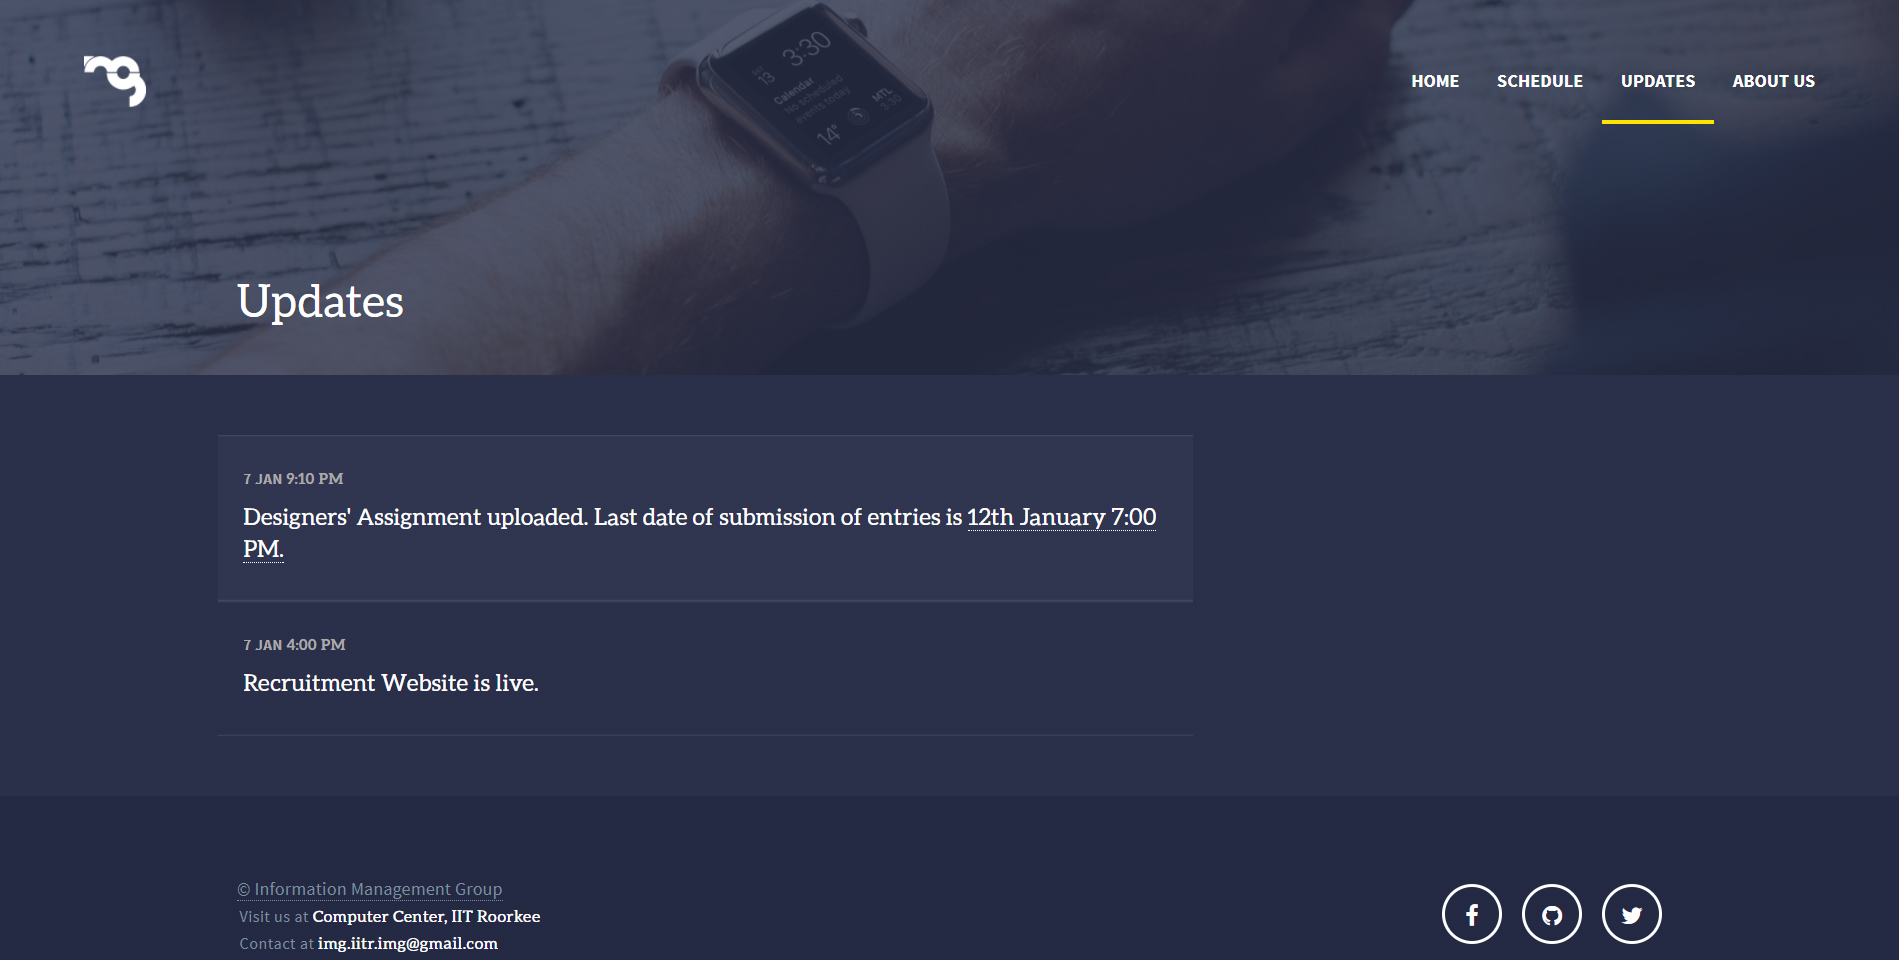 HOME SCHEDULE UPDATES ABOUT US
3:30
SAT
13
Calendar
No scheduled
events today
14°
MTL
3:30
Updates
7 JAN 9:10 PM
Designers' Assignment uploaded. Last date of submission of entries is 12th January 7:00
PM.
7 JAN 4:00 PM
Recruitment Website is live.
© Information Management Group
Visit us at Computer Center, IIT Roorkee
Contact at img.iitr.img@gmail.com